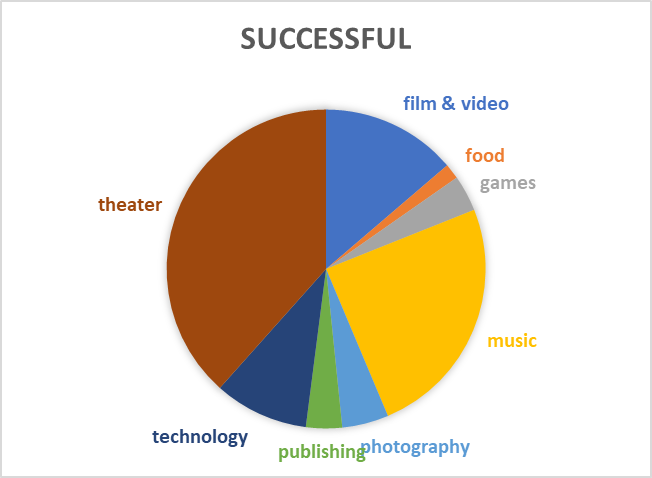 SUCCESSFUL
film & video
food
games
theater
music
technology
photography
publishing